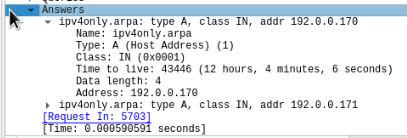 Answers
ipv4only.arpa: type A, class IN, addr 192.0.0.170
Name: ipv4only.arpa
Type: A (Host Address) (1)
Class: IN (0x0001)
Time to live: 43446 (12 hours, 4 minutes, 6 seconds)
Data length: 4
Address: 192.0.0.170
ipv4only.arpa: type A, class IN, addr 192.0.0.171
[Request In: 5703]
[Time: 0.000590591 seconds]